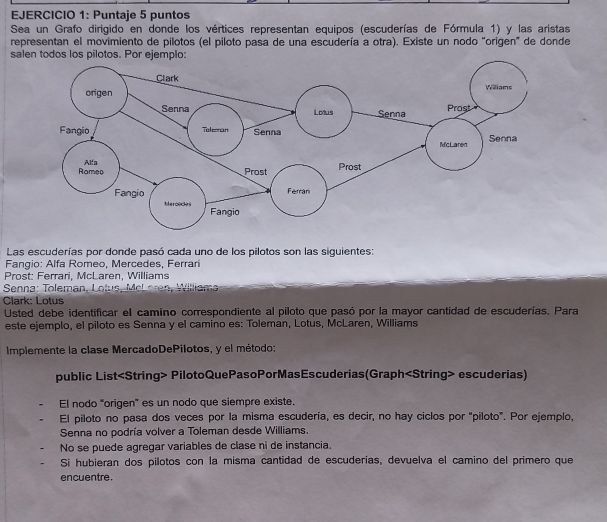 EJERCICIO 1: Puntaje 5 puntos
Sea un Grafo dirigido en donde los vértices representan equipos (escuderías de Fórmula 1) y las aristas
representan el movimiento de pilotos (el piloto pasa de una escudería a otra). Existe un nodo "origen" de donde
salen todos los pilotos. Por ejemplo:
Clark
origen
Williams
Senna
Lotus
Senna
Prost
Fangio
Toleman
Senna
Senna
McLaren
Alfa
Romeo
Prost
Prost
Fangio
Ferrari
Mercedes
Fangio
Las escuderías por donde pasó cada uno de los pilotos son las siguientes:
Fangio: Alfa Romeo, Mercedes, Ferrari
Prost: Ferrari, McLaren, Williams
Senna: Toleman, Lotus, McLaren, Williams
Clark: Lotus
Usted debe identificar el camino correspondiente al piloto que pasó por la mayor cantidad de escuderías. Para
este ejemplo, el piloto es Senna y el camino es: Toleman, Lotus, McLaren, Williams
Implemente la clase MercadoDePilotos, y el método:
public List<String> PilotoQuePasoPorMasEscuderias(Graph<String> escuderias)
- El nodo "origen" es un nodo que siempre existe.
- El piloto no pasa dos veces por la misma escudería, es decir, no hay ciclos por "piloto". Por ejemplo,
Senna no podría volver a Toleman desde Williams.
- No se puede agregar variables de clase ni de instancia.
- Si hubieran dos pilotos con la misma cantidad de escuderías, devuelva el camino del primero que
encuentre.